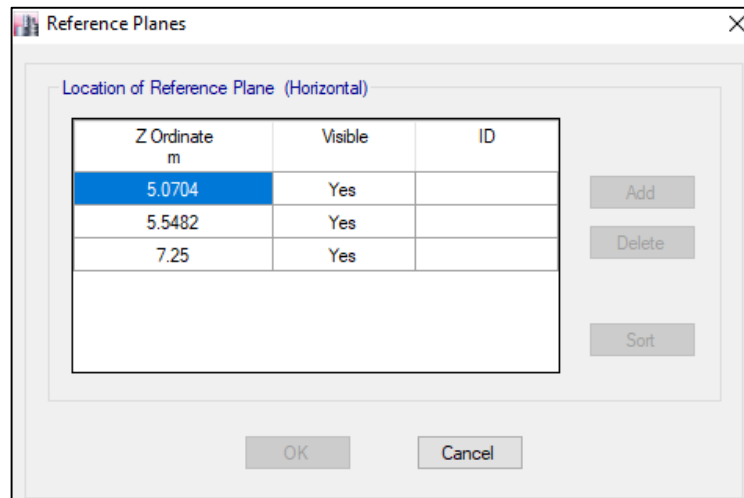 Reference Planes
Location of Reference Plane (Horizontal)
Z Ordinate Visible ID
m
5.0704 Yes
5.5482 Yes
7.25 Yes
Add
Delete
Sort
OK Cancel